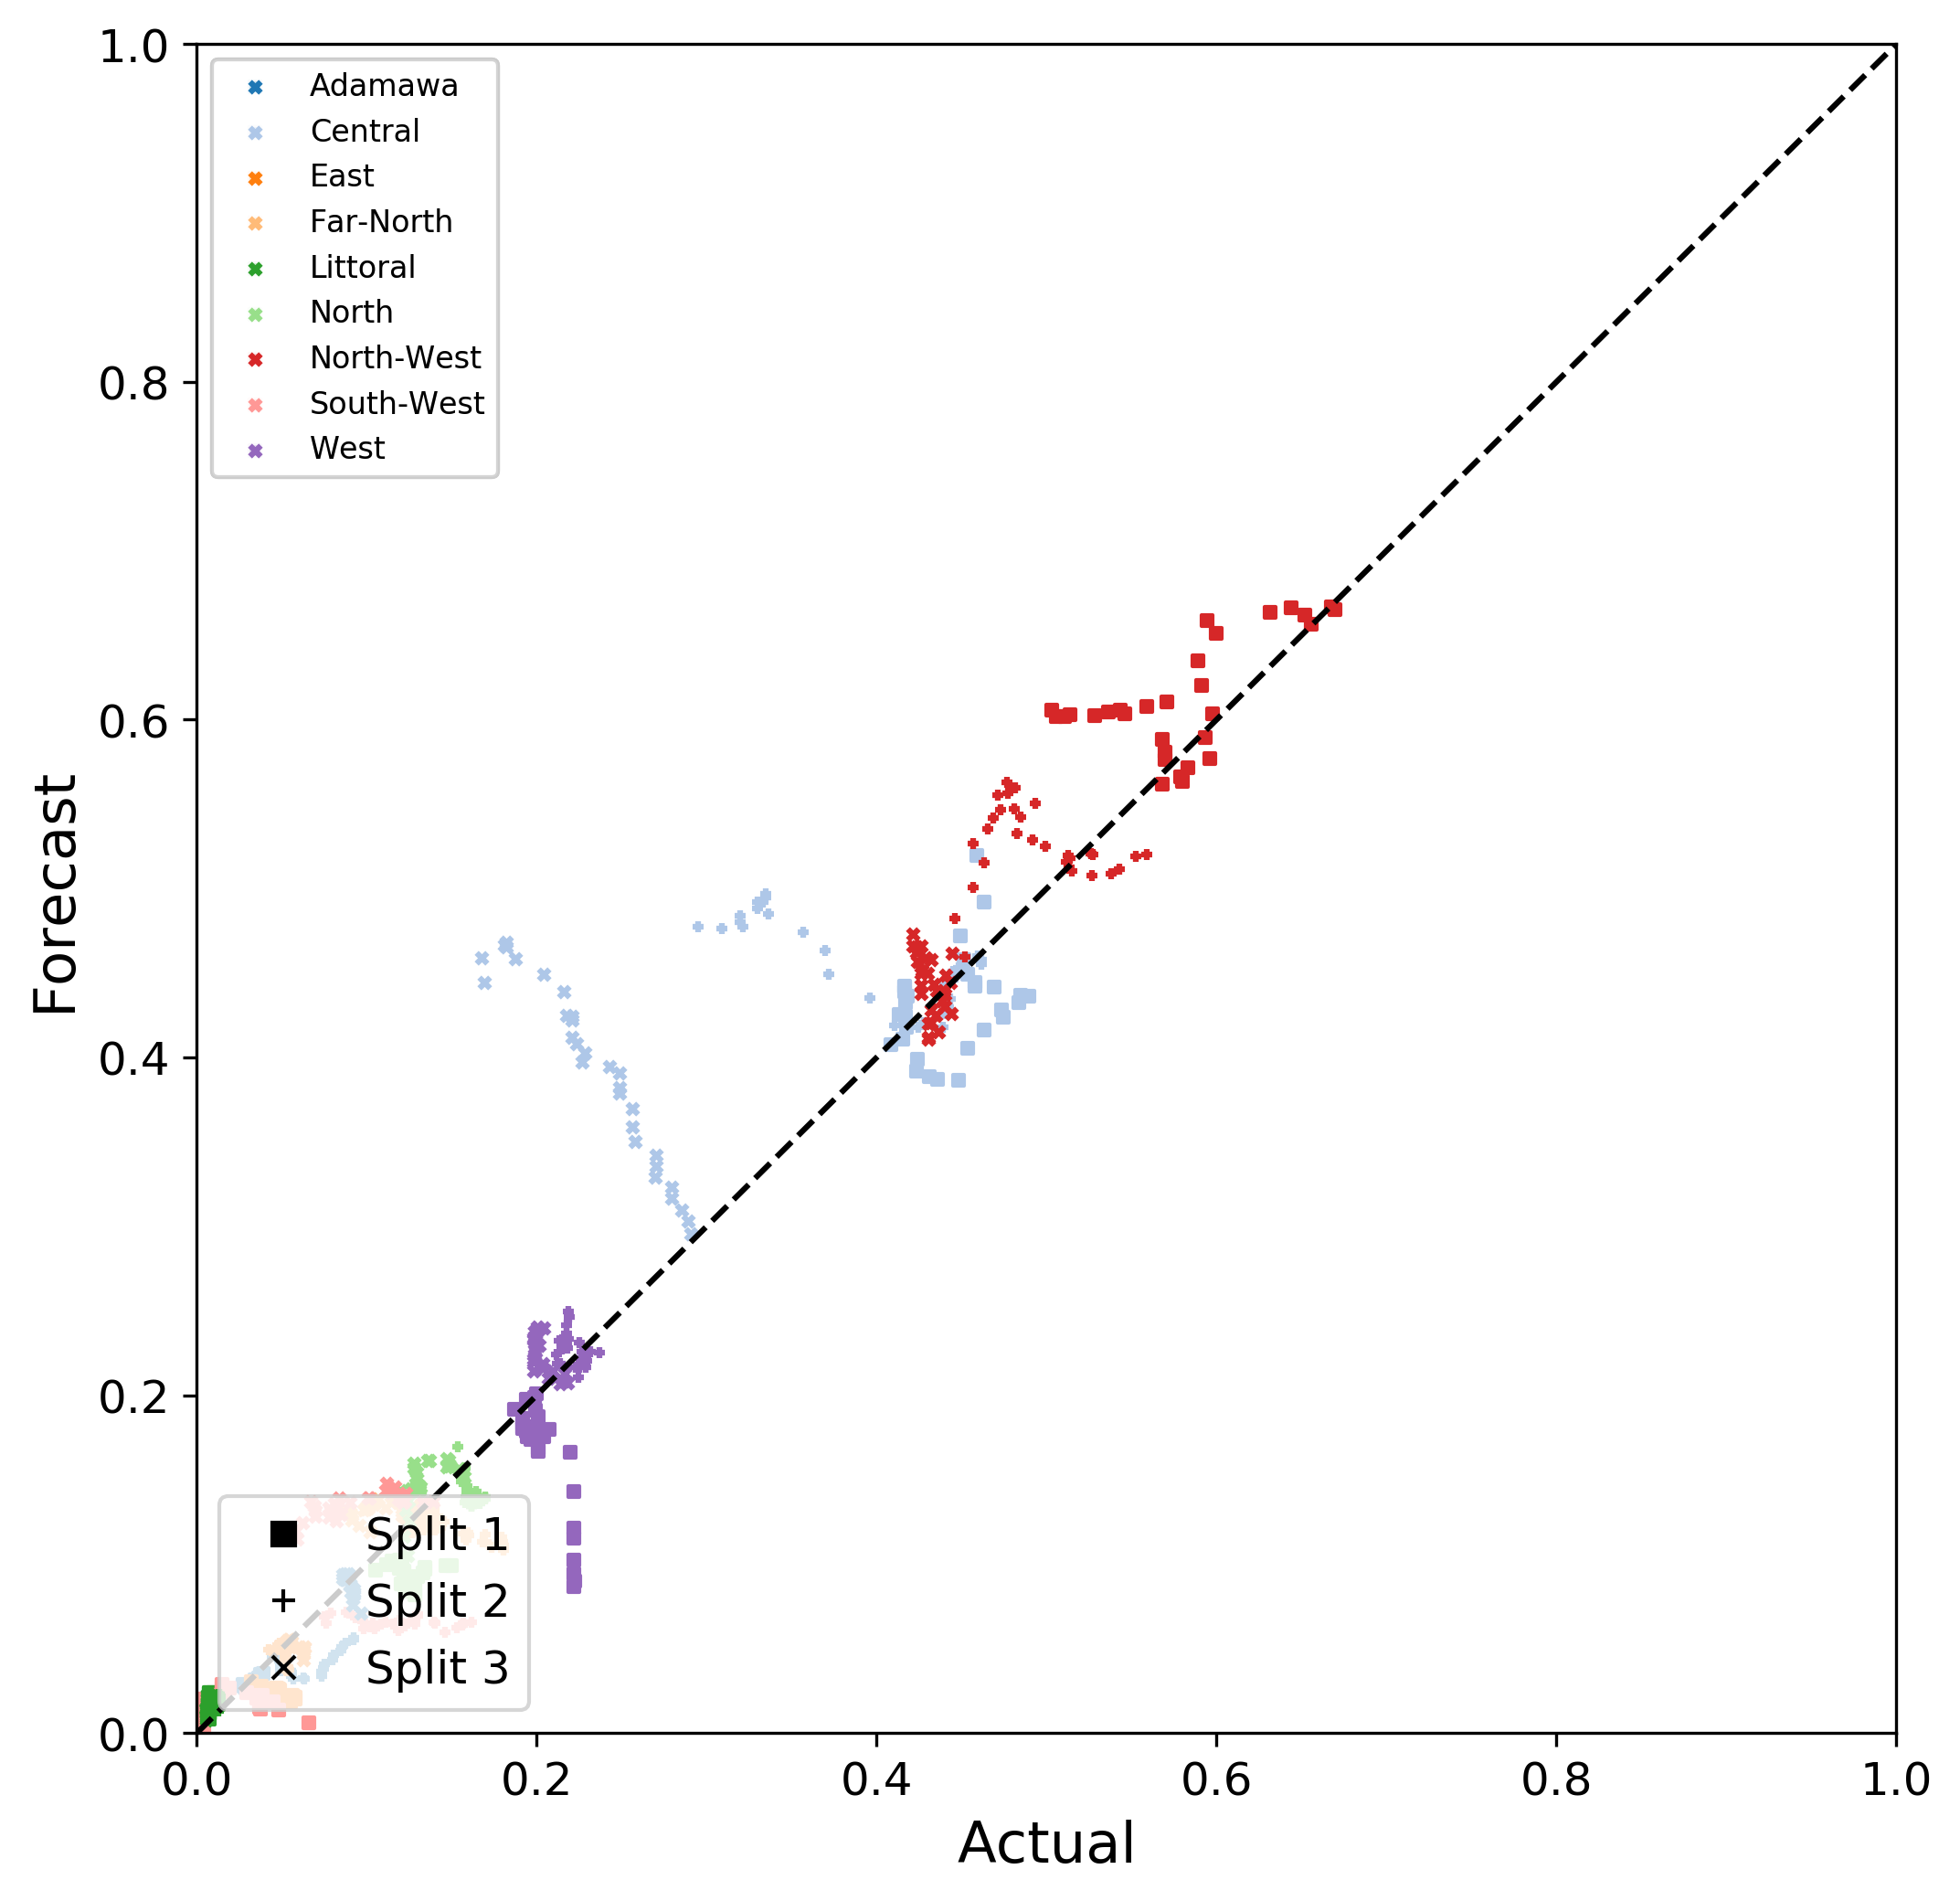 1.0
0.8
0.6
0.4
0.2
0.0
Forecast
Adamawa
Central
East
Far-North
Littoral
North
North-West
South-West
West
Split 1
Split 2
Split 3
0.0 0.2 0.4 0.6 0.8 1.0
Actual